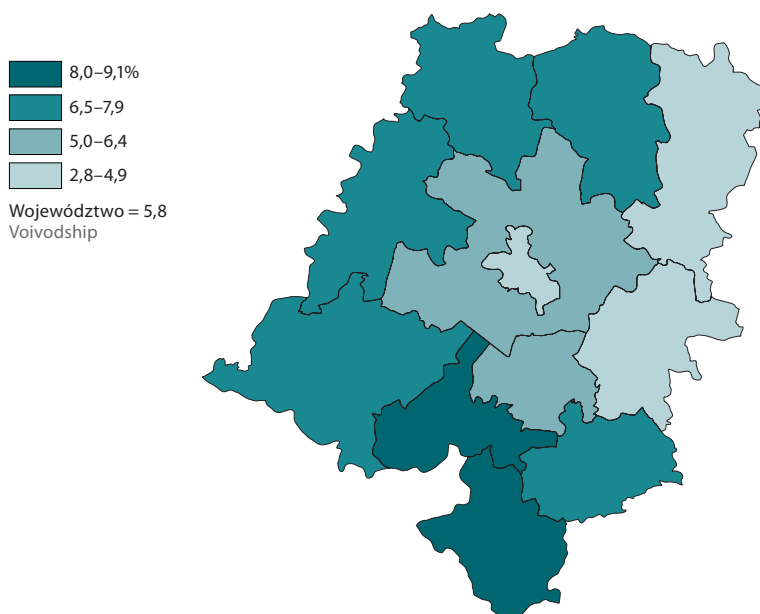 8,0–9,1%
6,5–7,9
5,0–6,4
2,8–4,9
Województwo = 5,8
Voivodship